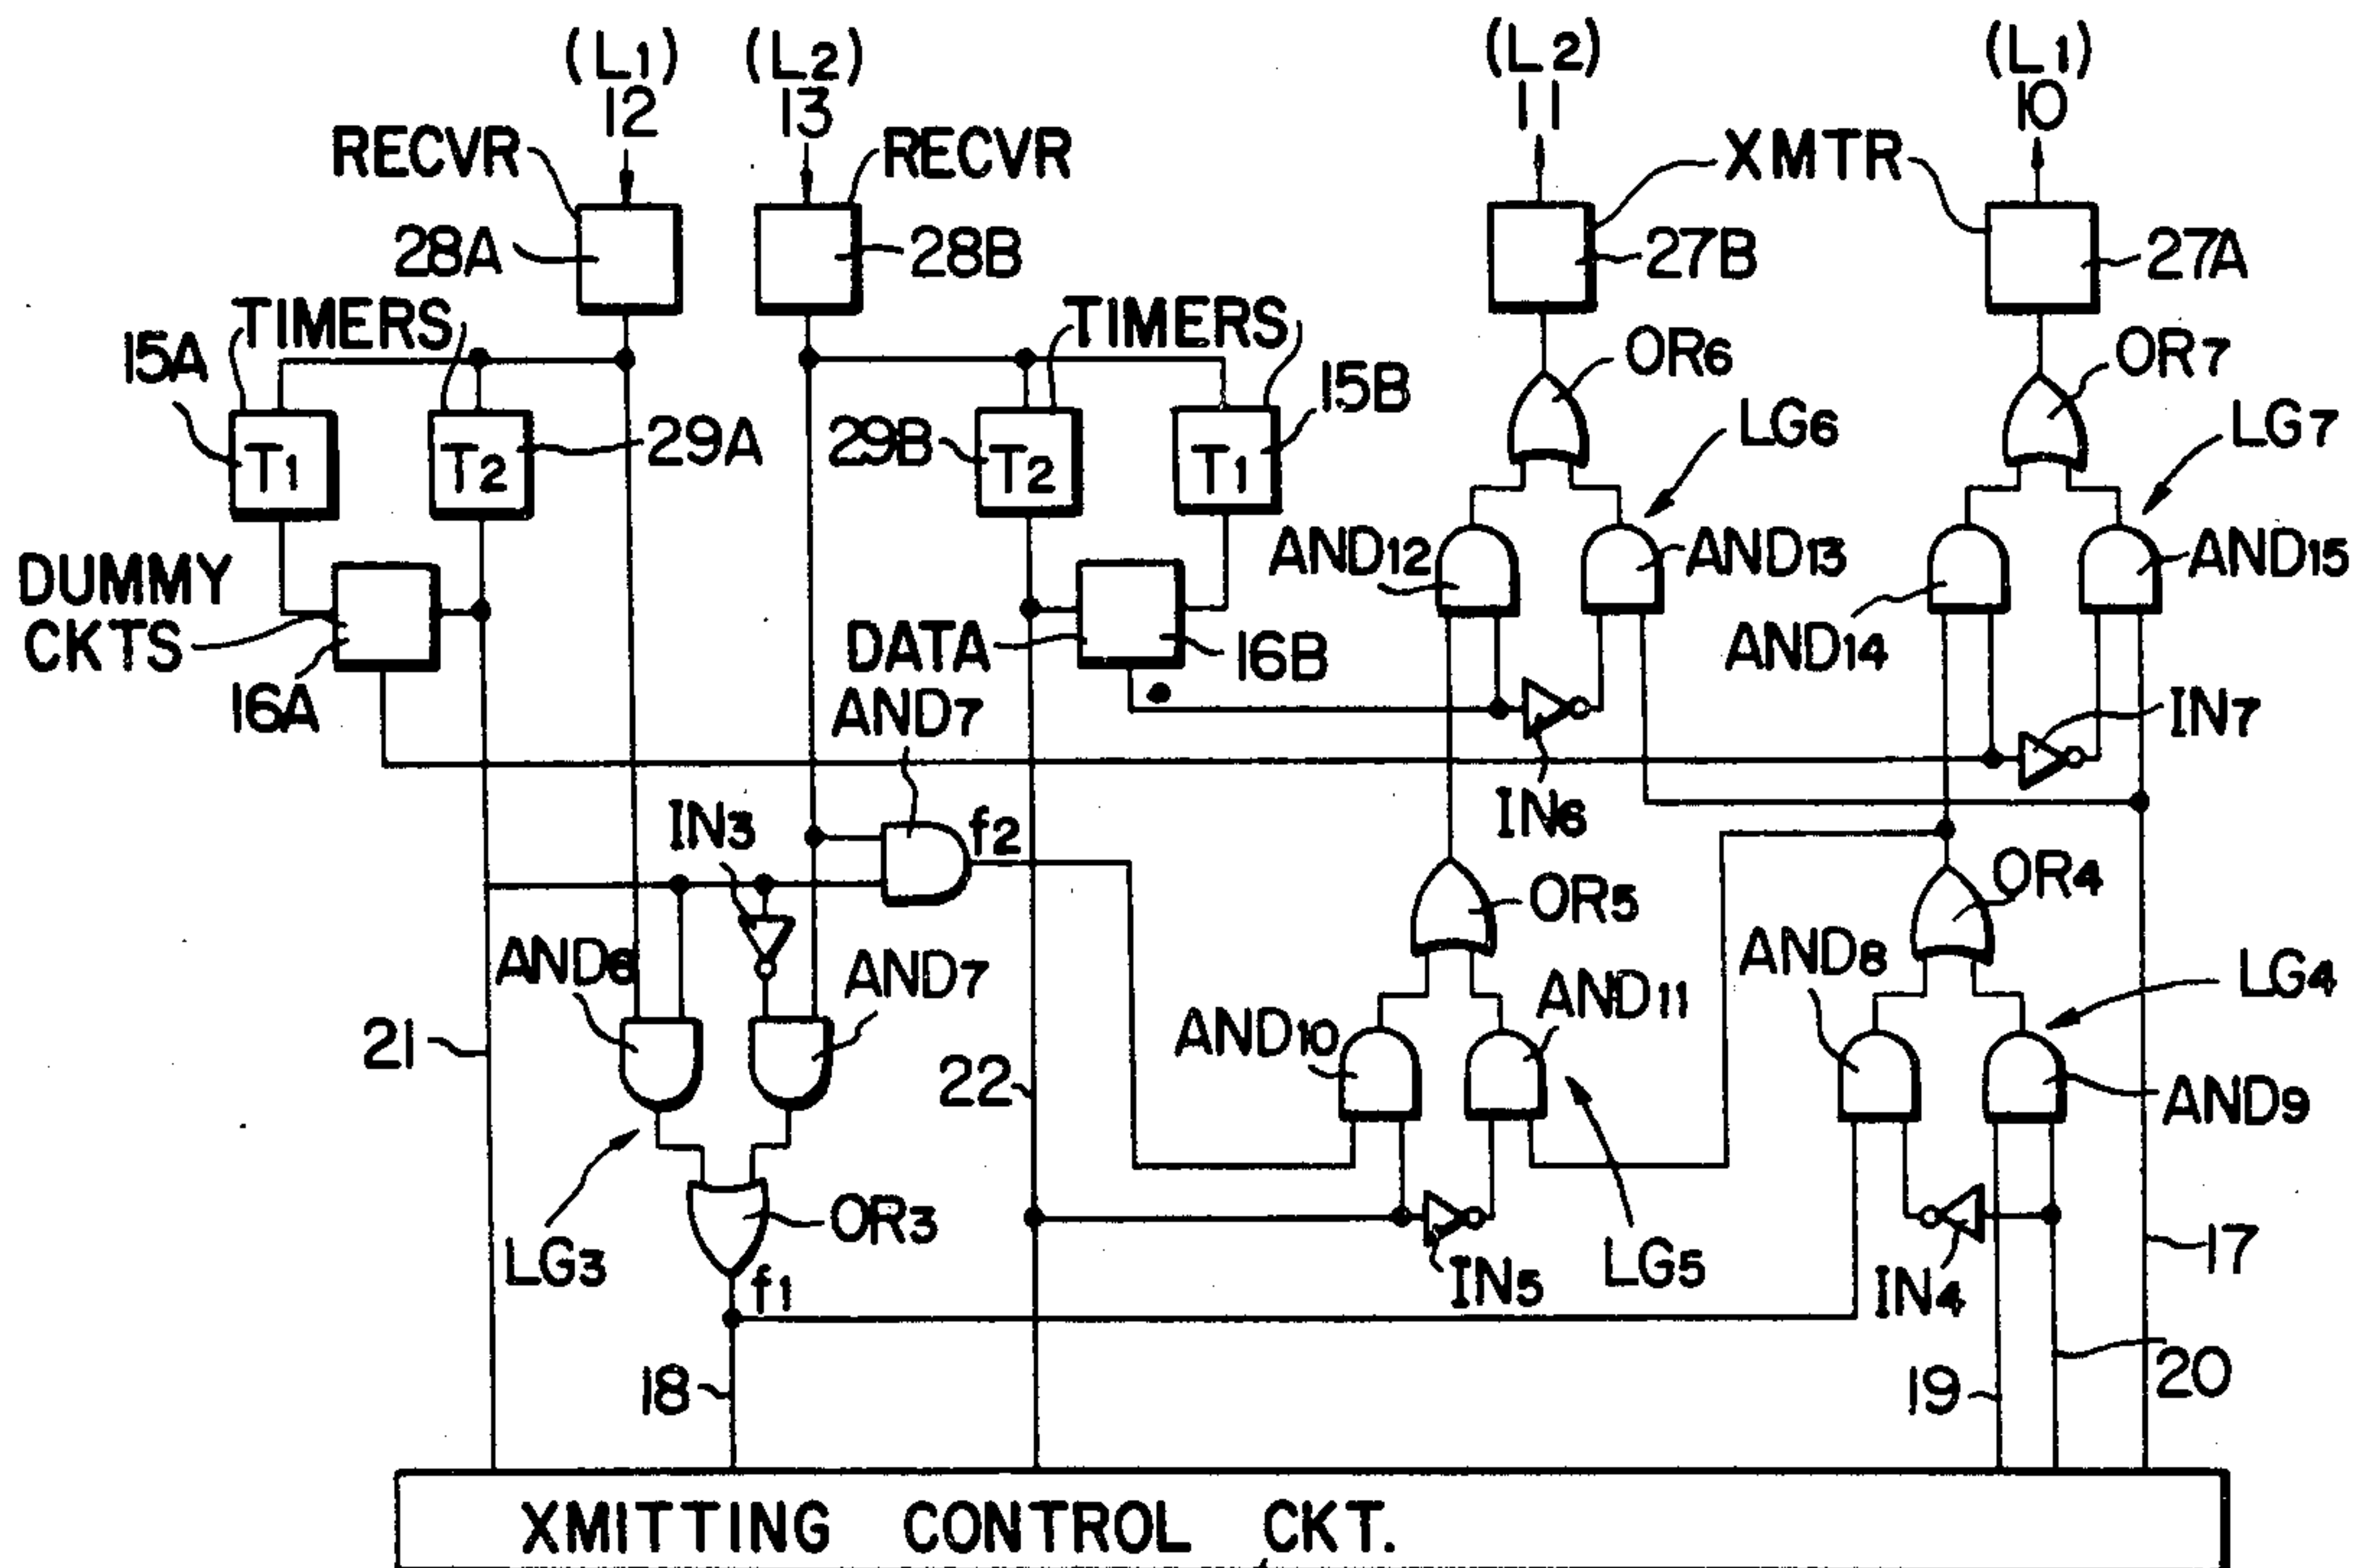 (L1) (L2) (L2) (L1)
12 13 11 10
RECVR RECVR XMTR
28A 28B 27B 27A
TIMERS TIMERS
15A OR6 OR7
15B
29A 29B LG6 LG7
T1 T2 T2 T1
AND12 AND13 AND15
DUMMY
CKTS DATA 16B AND14
16A AND7 IN7
IN3 f2 IN6
OR5 OR4
AND6 AND7 AND11 AND8 LG4
21 22 AND10 AND9
LG3 OR3 IN5 LG5 IN4 17
f1
18 19 20
XMITTING CONTROL CKT.